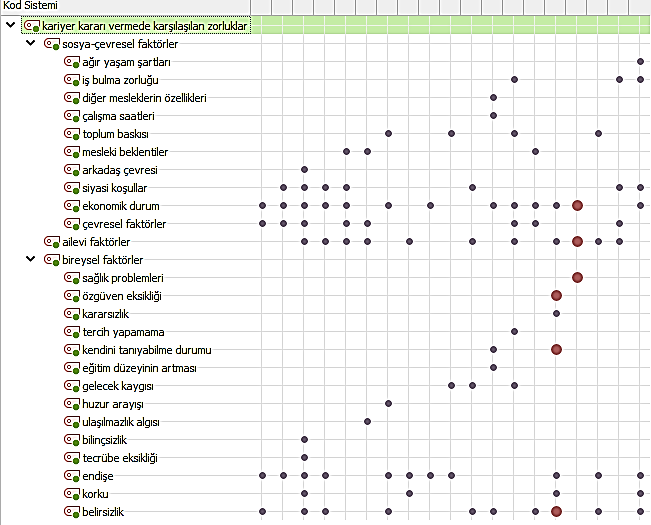 Kod Sistemi
kariyer kararı vermede karşılaşılan zorluklar
sosya-çevresel faktörler
ağır yaşam şartları
iş bulma zorluğu
diğer mesleklerin özellikleri
çalışma saatleri
toplum baskısı
mesleki beklentiler
arkadaş çevresi
siyasi koşullar
ekonomik durum
çevresel faktörler
ailevi faktörler
bireysel faktörler
sağlık problemleri
özgüven eksikliği
kararsızlık
tercih yapamama
kendini tanıyabilme durumu
eğitim düzeyinin artması
gelecek kaygısı
huzur arayışı
ulaşılmazlık algısı
bilinçsizlik
tecrübe eksikliği
endişe
korku
belirsizlik